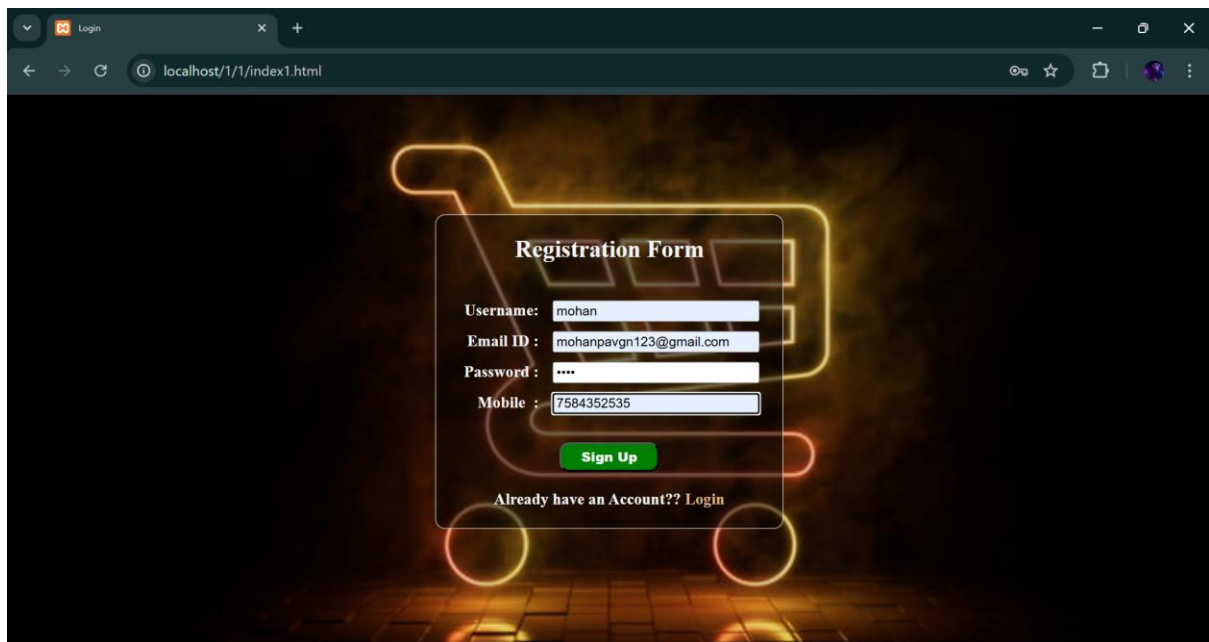 Login
localhost/1/1/index1.html
Registration Form
Username: mohan
Email ID : mohanpavgn123@gmail.com
Password : ••••
Mobile : 7584352535
Sign Up
Already have an Account?? Login